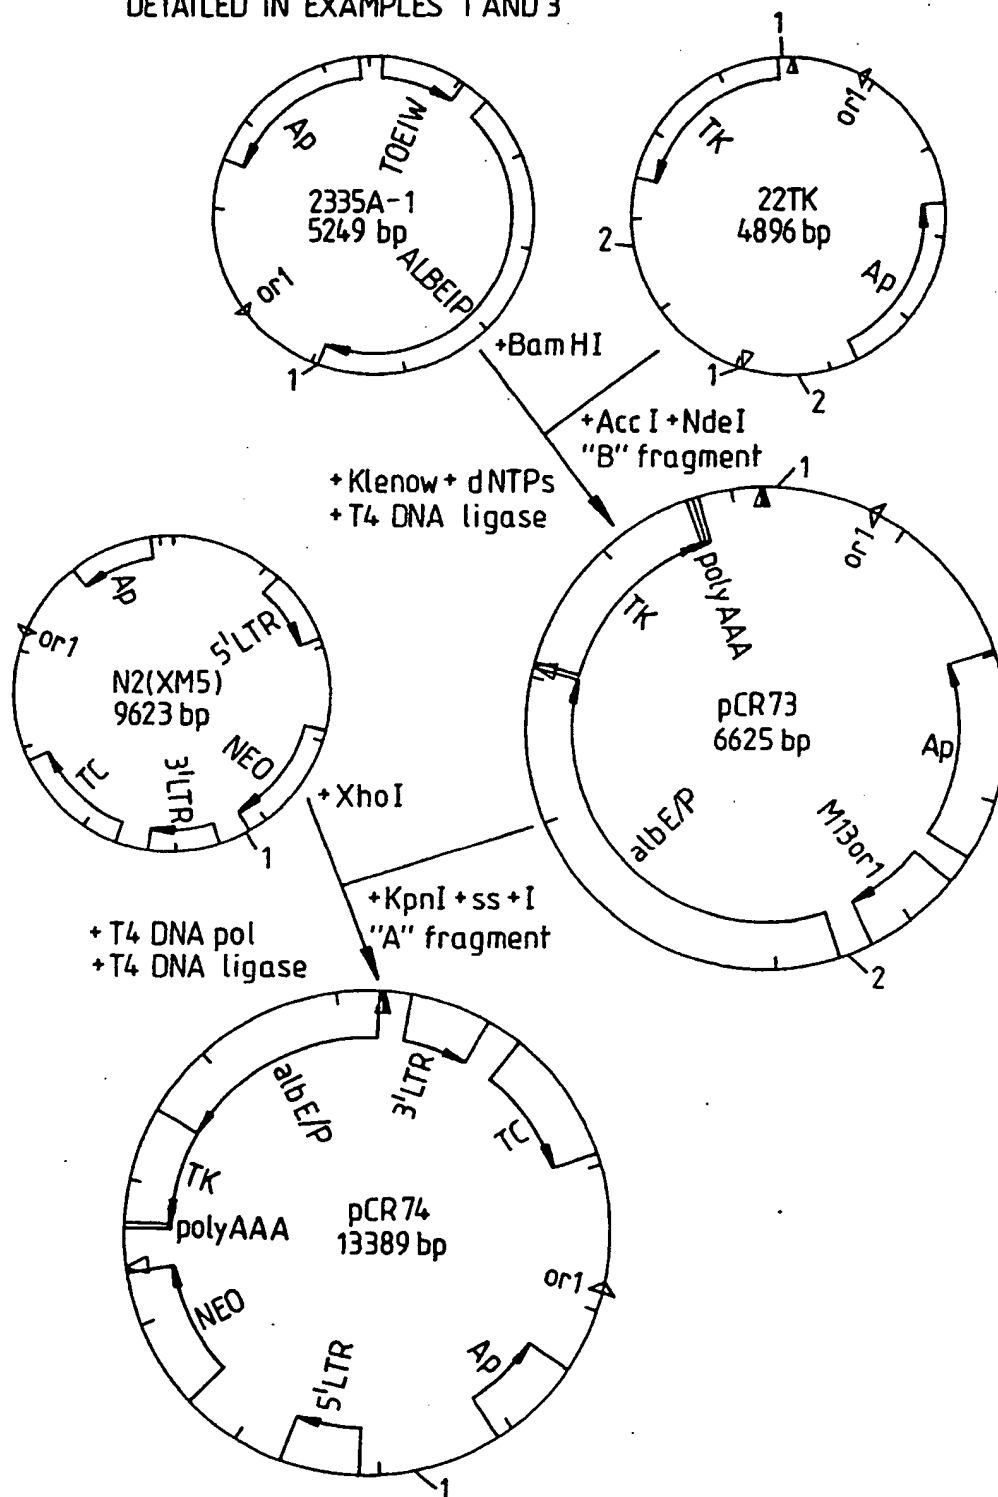 DETAILED IN EXAMPLES 1 AND 3
1
Ap
TOEIW
2335A-1
5249 bp
ALBEIP
or1
1
TK
or1
22TK
4896 bp
2
Ap
1
2
+BamHI
+AccI+NdeI
"B" fragment
+Klenow+ dNTPs
+T4 DNA ligase
1
or1
polyAAA
TK
pCR73
6625 bp
Ap
M13or1
albE/P
2
Ap
or1
5'LTR
N2(XM5)
9623 bp
NEO
3'LTR
TC
1
+XhoI
+KpnI+ss+I
"A" fragment
+T4 DNA pol
+T4 DNA ligase
3'LTR
albE/P
TC
TK
polyAAA
pCR74
13389 bp
or1
NEO
Ap
5'LTR
1